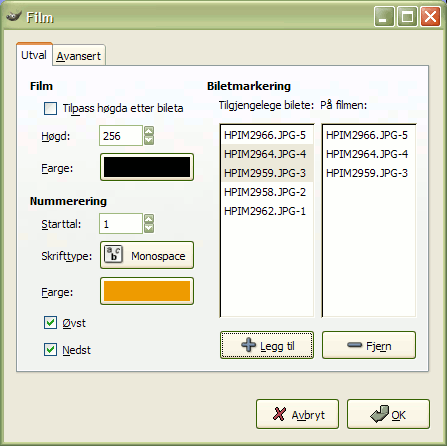 Film
Utval
Avansert
Film
Tilpass høgda etter bileta
Høgd:
256
Farge:
Nummerering
Starttal:
1
Skrifttype:
abc
Monospace
Farge:
Øvst
Nedst
Biletmarkering
Tilgjengelege bilete:
HPIM2966.JPG-5
HPIM2964.JPG-4
HPIM2959.JPG-3
HPIM2958.JPG-2
HPIM2962.JPG-1
På filmen:
HPIM2966.JPG-5
HPIM2964.JPG-4
HPIM2959.JPG-3
Legg til
Fjern
Avbryt
OK